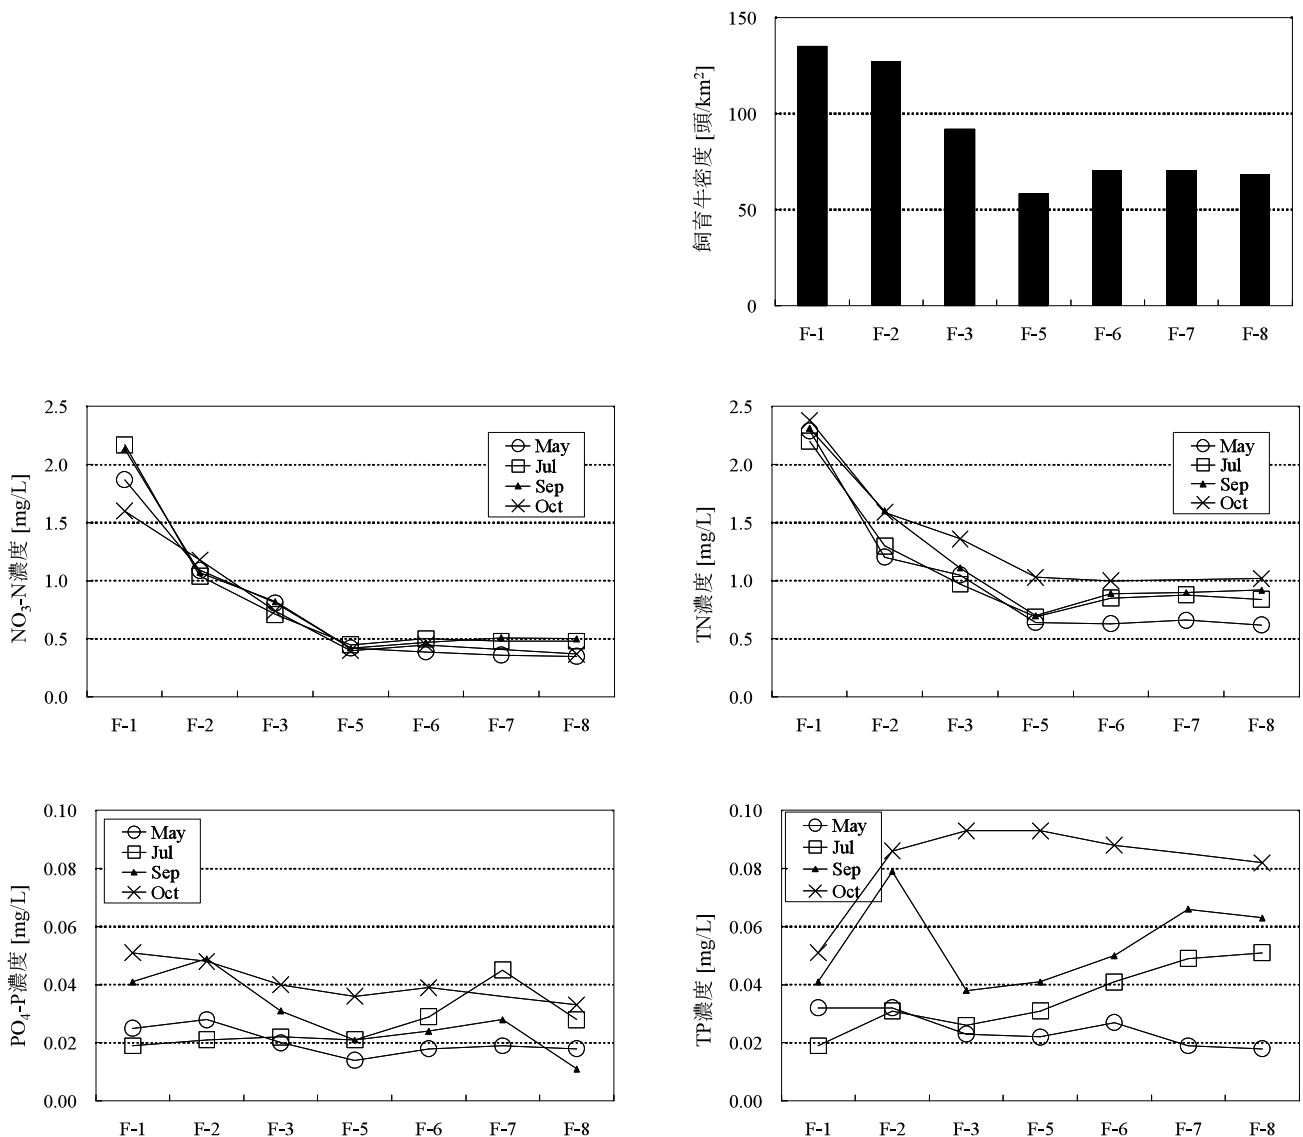 150
100
50
0
飼育牛密度 [頭/km²]
F-1 F-2 F-3 F-5 F-6 F-7 F-8
2.5
2.0
1.5
1.0
0.5
0.0
NO₃-N濃度 [mg/L]
May
Jul
Sep
Oct
F-1 F-2 F-3 F-5 F-6 F-7 F-8
2.5
2.0
1.5
1.0
0.5
0.0
TN濃度 [mg/L]
May
Jul
Sep
Oct
F-1 F-2 F-3 F-5 F-6 F-7 F-8
0.10
0.08
0.06
0.04
0.02
0.00
PO₄-P濃度 [mg/L]
May
Jul
Sep
Oct
F-1 F-2 F-3 F-5 F-6 F-7 F-8
0.10
0.08
0.06
0.04
0.02
0.00
TP濃度 [mg/L]
May
Jul
Sep
Oct
F-1 F-2 F-3 F-5 F-6 F-7 F-8